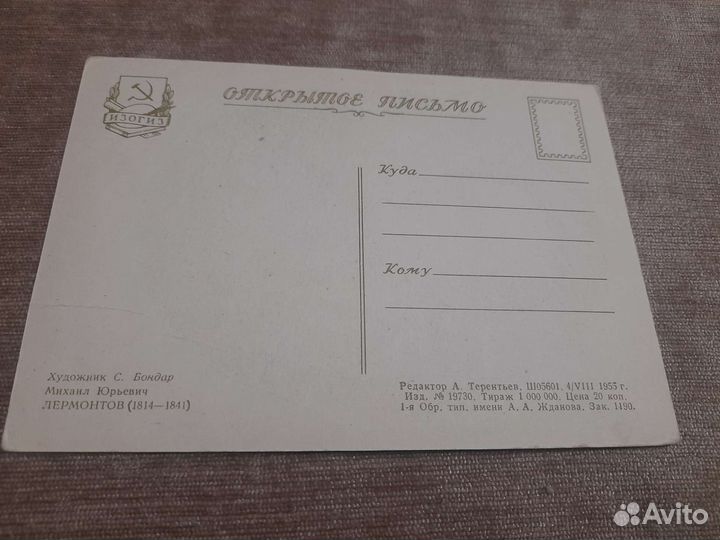 ИЗОГИЗ
ОТКРЫТОЕ ПИСЬМО
Куда
Кому
Художник С. Бондар
Михаил Юрьевич
ЛЕРМОНТОВ (1814—1841)
Редактор А. Терентьев, Ш05601, 4/VIII 1955 г.
Изд. № 19730. Тираж 1 000 000. Цена 20 коп.
1-я Обр. тип. имени А. А. Жданова. Зак. 1190.
Avito